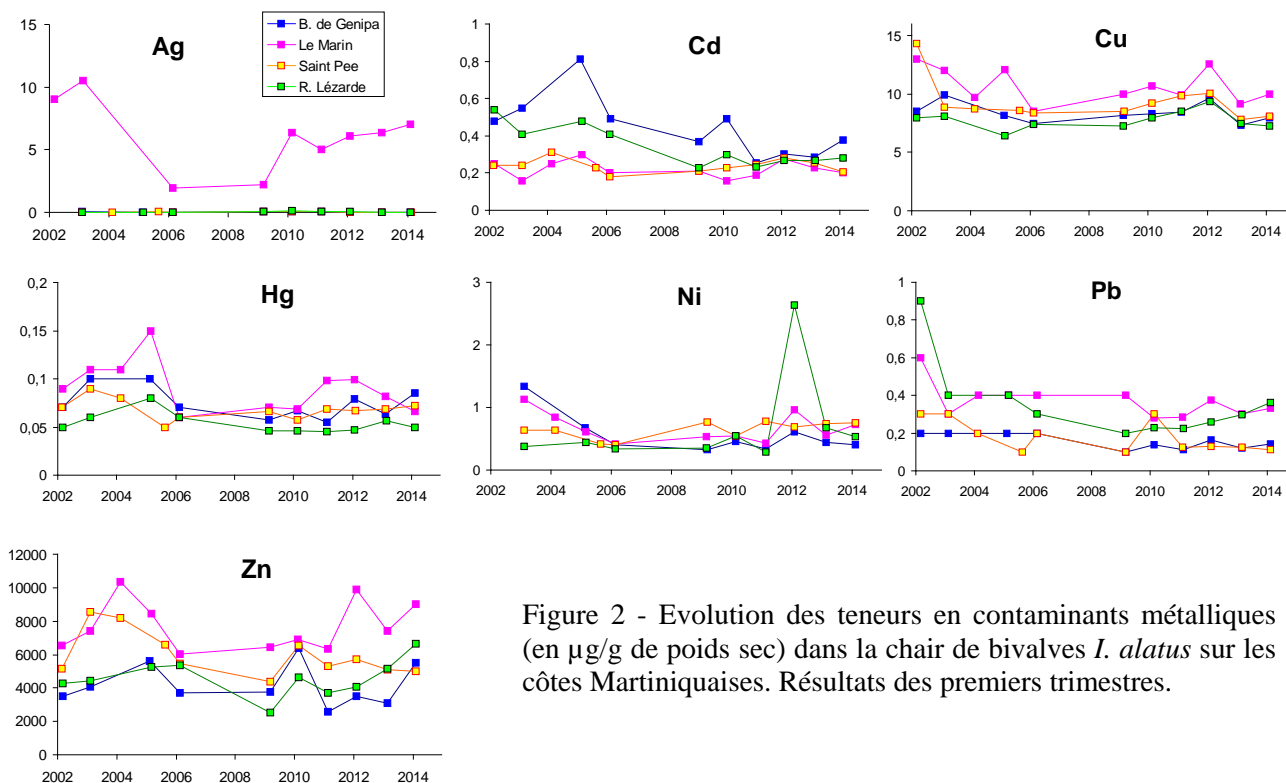 Ag
15
10
5
0
2002 2004 2006 2008 2010 2012 2014
B. de Genipa
Le Marin
Saint Pee
R. Lézarde
Cd
1
0,8
0,6
0,4
0,2
0
2002 2004 2006 2008 2010 2012 2014
Cu
15
10
5
0
2002 2004 2006 2008 2010 2012 2014
Hg
0,2
0,15
0,1
0,05
0
2002 2004 2006 2008 2010 2012 2014
Ni
3
2
1
0
2002 2004 2006 2008 2010 2012 2014
Pb
1
0,8
0,6
0,4
0,2
0
2002 2004 2006 2008 2010 2012 2014
Zn
12000
10000
8000
6000
4000
2000
0
2002 2004 2006 2008 2010 2012 2014
Figure 2 - Evolution des teneurs en contaminants métalliques
(en µg/g de poids sec) dans la chair de bivalves I. alatus sur les
côtes Martiniquaises. Résultats des premiers trimestres.